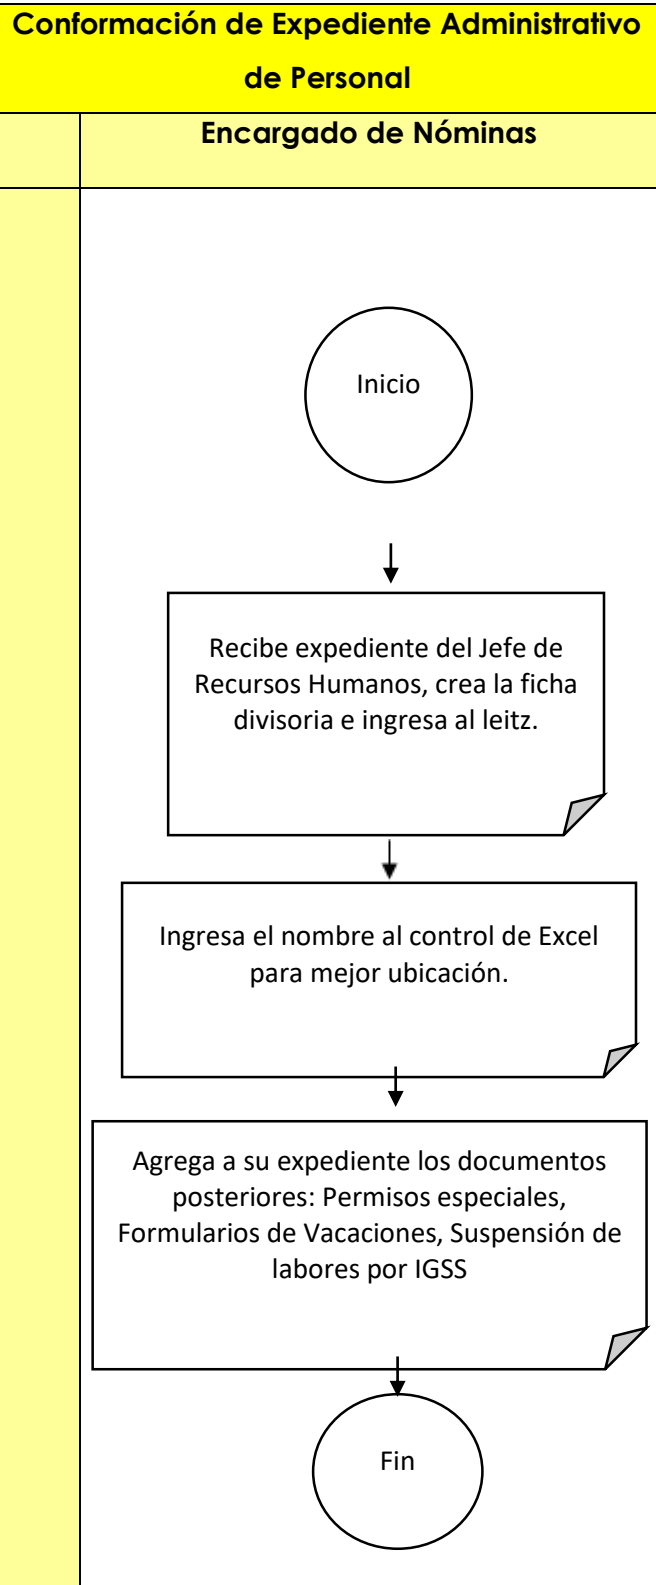 Conformación de Expediente Administrativo
de Personal
Encargado de Nóminas
Inicio
Recibe expediente del Jefe de
Recursos Humanos, crea la ficha
divisoria e ingresa al leitz.
Ingresa el nombre al control de Excel
para mejor ubicación.
Agrega a su expediente los documentos
posteriores: Permisos especiales,
Formularios de Vacaciones, Suspensión de
labores por IGSS
Fin